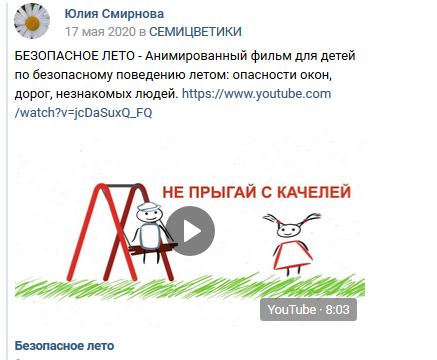 Юлия Смирнова
17 мая 2020 в СЕМИЦВЕТИКИ
БЕЗОПАСНОЕ ЛЕТО - Анимированный фильм для детей
по безопасному поведению летом: опасности окон,
дорог, незнакомых людей. https://www.youtube.com
/watch?v=jcDaSuxQ_FQ
НЕ ПРЫГАЙ С КАЧЕЛЕЙ
YouTube · 8:03
Безопасное лето